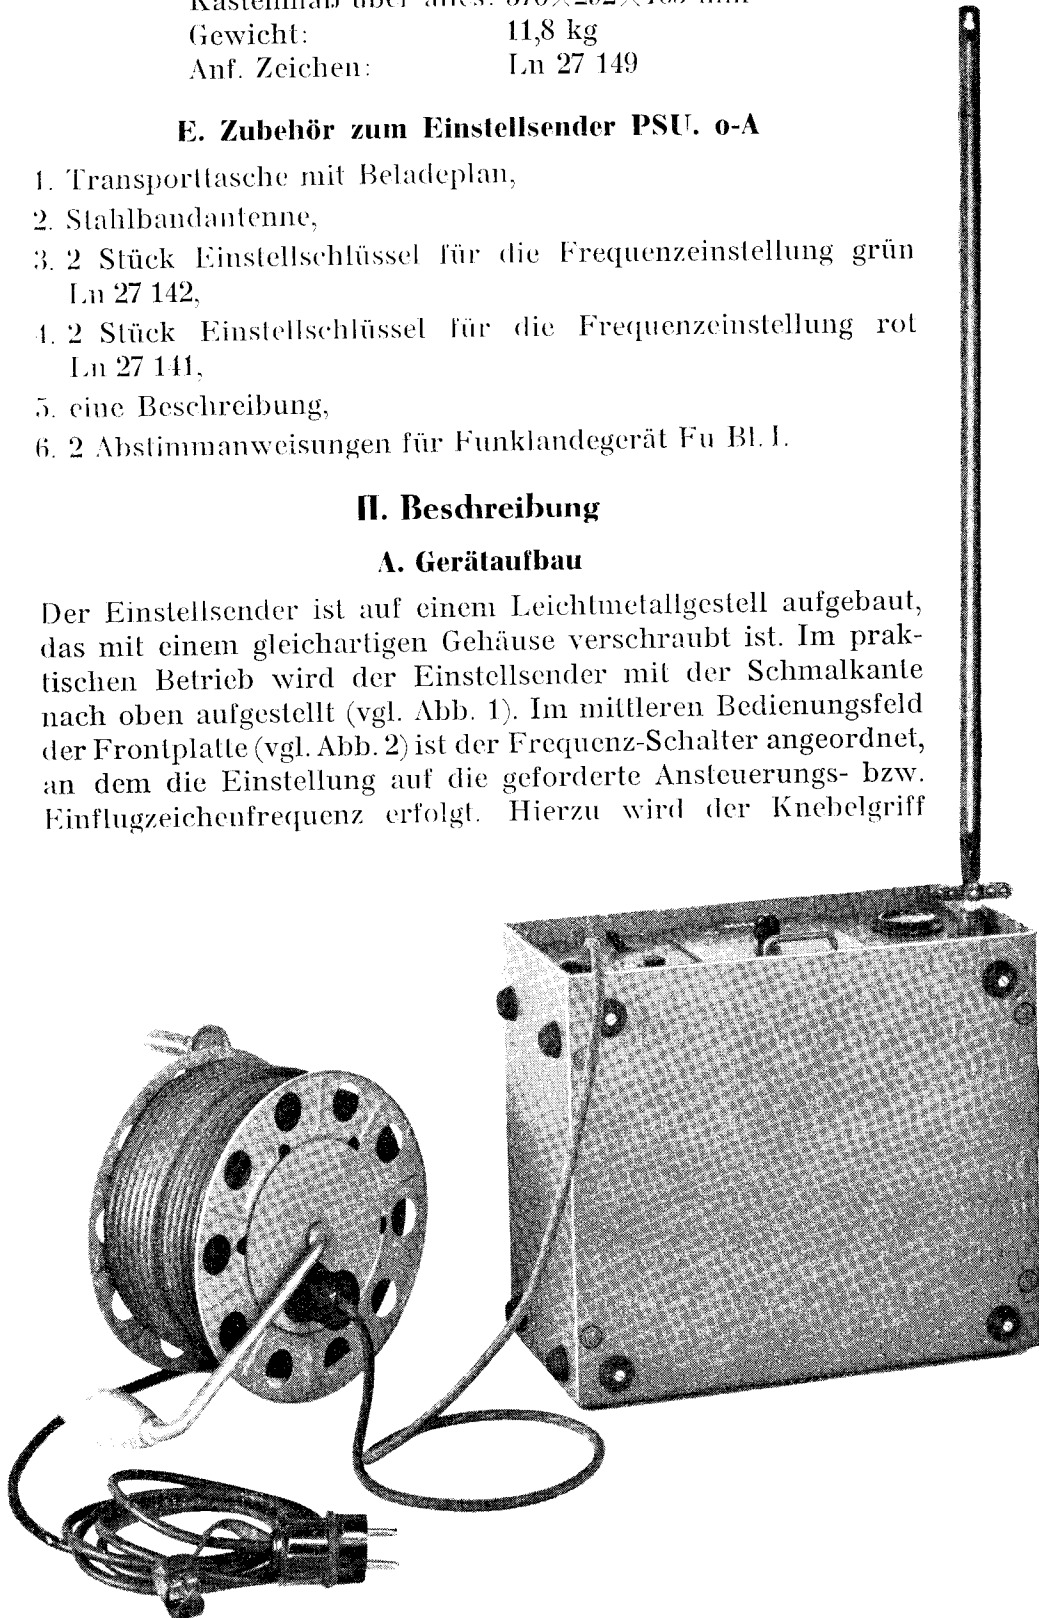 Kastenmaß über alles:
Gewicht: 11,8 kg
Anf. Zeichen: Ln 27 149
E. Zubehör zum Einstellsender PSU. o-A
1. Transporttasche mit Beladeplan,
2. Stahlbandantenne,
3. 2 Stück Einstellschlüssel für die Frequenzeinstellung grün
Ln 27 142,
4. 2 Stück Einstellschlüssel für die Frequenzeinstellung rot
Ln 27 141,
5. eine Beschreibung,
6. 2 Abstimmanweisungen für Funklandegerät Fu Bl. I.
II. Beschreibung
A. Gerätaufbau
Der Einstellsender ist auf einem Leichtmetallgestell aufgebaut,
das mit einem gleichartigen Gehäuse verschraubt ist. Im prak-
tischen Betrieb wird der Einstellsender mit der Schmalkante
nach oben aufgestellt (vgl. Abb. 1). Im mittleren Bedienungsfeld
der Frontplatte (vgl. Abb. 2) ist der Frequenz-Schalter angeordnet,
an dem die Einstellung auf die geforderte Ansteuerungs- bzw.
Einflugzeichenfrequenz erfolgt. Hierzu wird der Knebelgriff